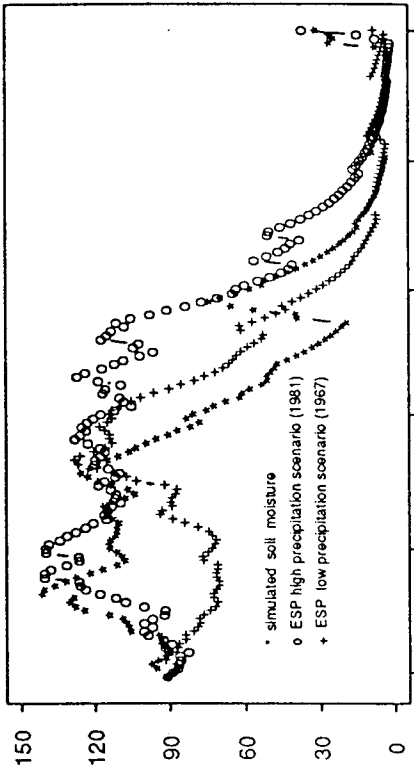 150
120
90
60
30
0
* simulated soil moisture
o ESP high precipitation scenario (1981)
+ ESP low precipitation scenario (1967)